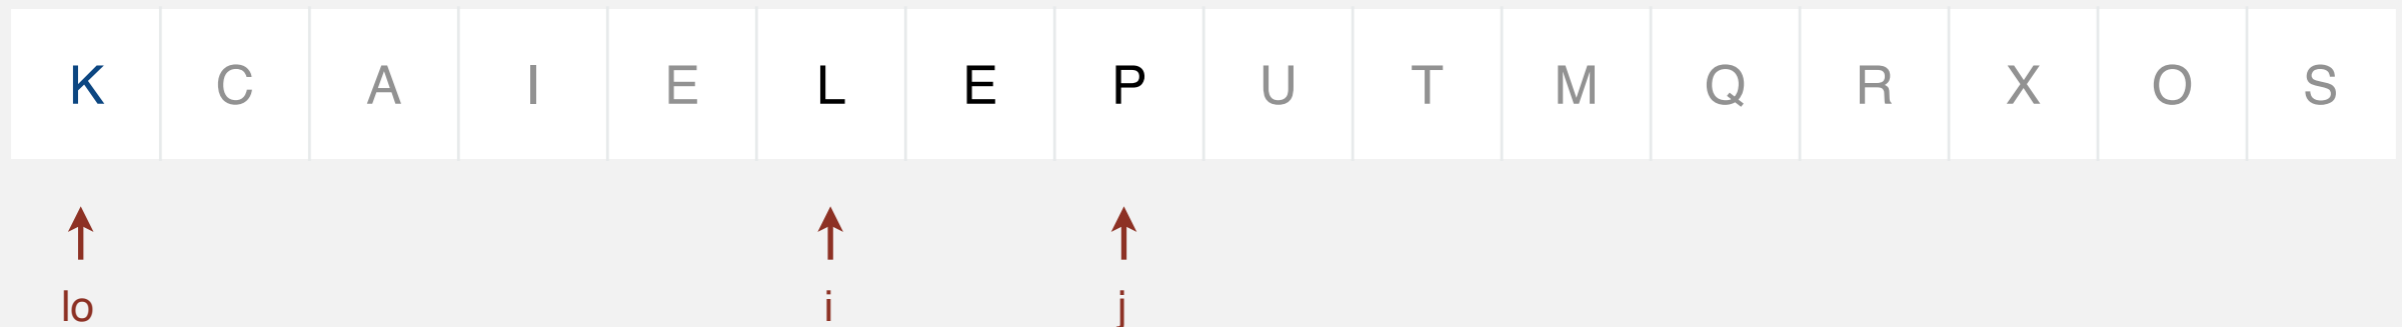 K C A I E L E P U T M Q R X O S
lo i j